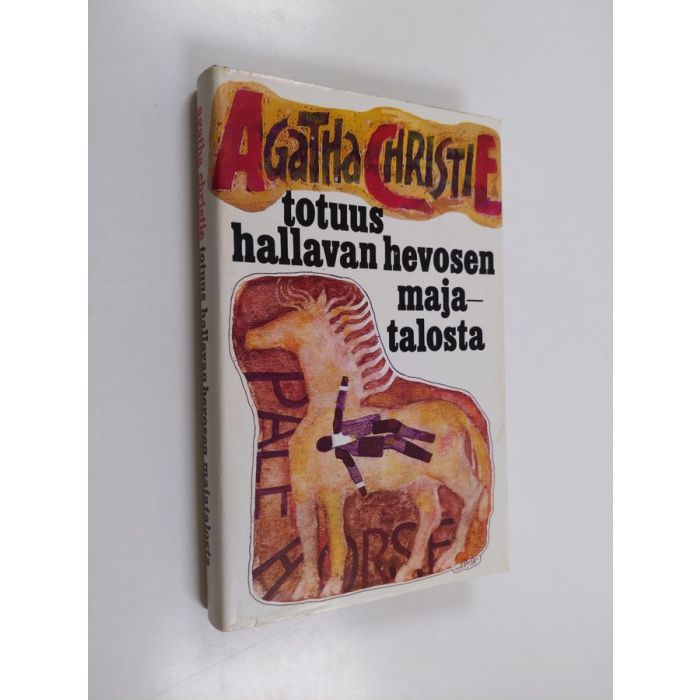 AGATHA CHRISTIE
totuus
hallavan hevosen
maja–
talosta
PALE
HORSE
agatha christie totuus hallavan hevosen majatalosta